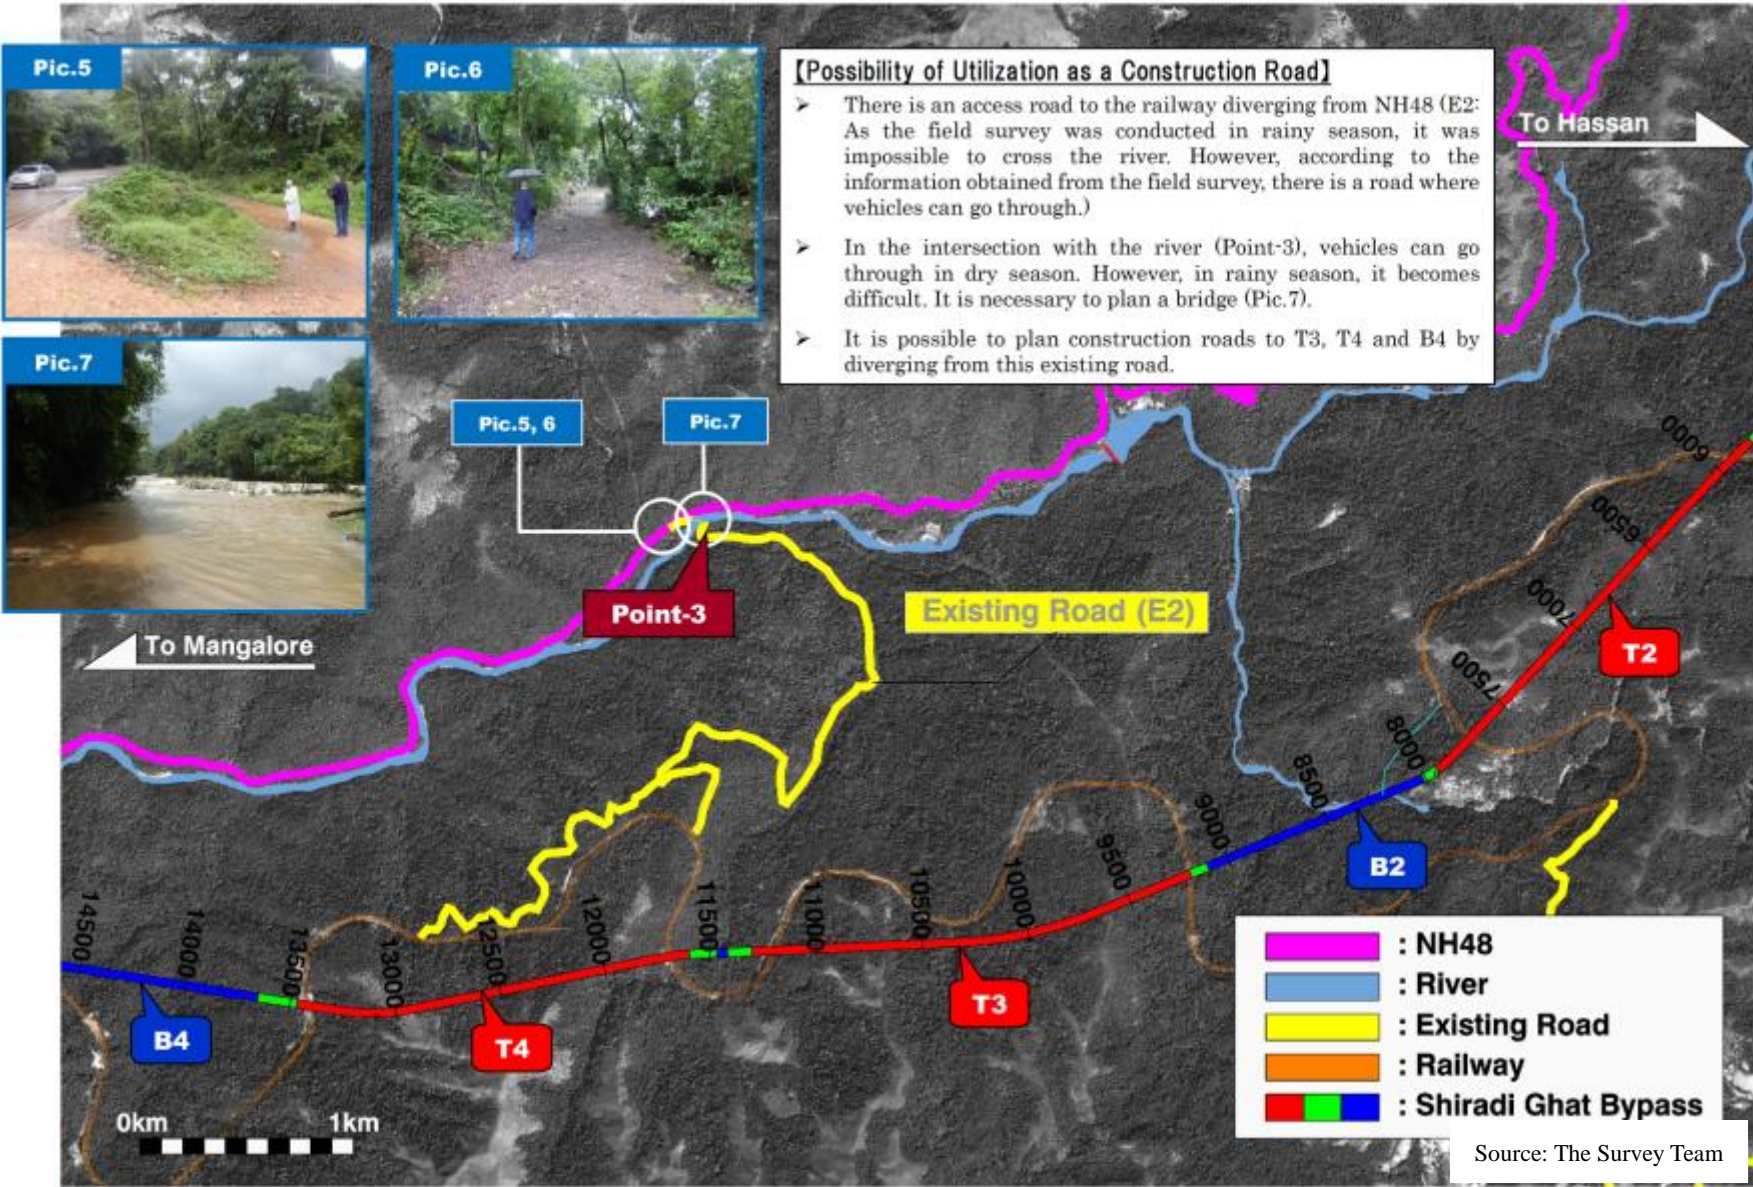 Pic.5
Pic.6
【Possibility of Utilization as a Construction Road】
➢ There is an access road to the railway diverging from NH48 (E2:
As the field survey was conducted in rainy season, it was
impossible to cross the river. However, according to the
information obtained from the field survey, there is a road where
vehicles can go through.)
➢ In the intersection with the river (Point-3), vehicles can go
through in dry season. However, in rainy season, it becomes
difficult. It is necessary to plan a bridge (Pic.7).
➢ It is possible to plan construction roads to T3, T4 and B4 by
diverging from this existing road.
To Hassan
Pic.7
Pic.5, 6
Pic.7
Point-3
Existing Road (E2)
To Mangalore
6000
6500
7000
T2
7500
8000
8500
B2
9000
9500
10000
10500
11000
11500
12000
12500
13000
13500
14000
14500
T3
T4
B4
0km
1km
: NH48
: River
: Existing Road
: Railway
: Shiradi Ghat Bypass
Source: The Survey Team